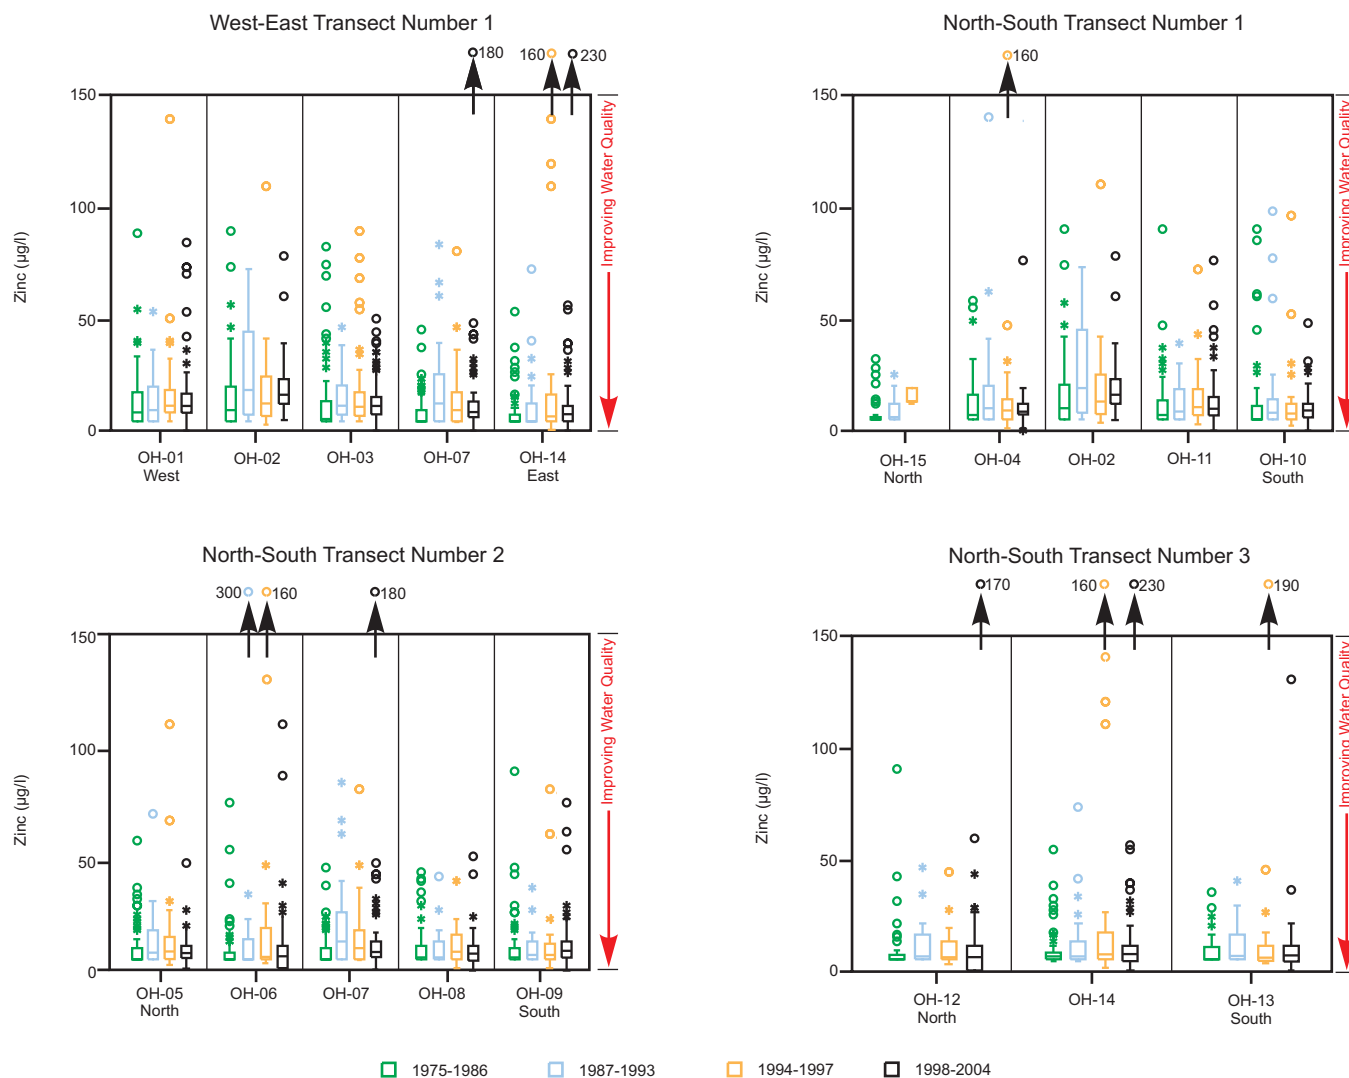 West-East Transect Number 1
180
160
230
150
100
50
0
Zinc (µg/l)
Improving Water Quality
OH-01
West
OH-02
OH-03
OH-07
OH-14
East
North-South Transect Number 1
160
150
100
50
0
Zinc (µg/l)
Improving Water Quality
OH-15
North
OH-04
OH-02
OH-11
OH-10
South
North-South Transect Number 2
300
160
180
150
100
50
0
Zinc (µg/l)
Improving Water Quality
OH-05
North
OH-06
OH-07
OH-08
OH-09
South
North-South Transect Number 3
170
160
230
190
150
100
50
0
Zinc (µg/l)
Improving Water Quality
OH-12
North
OH-14
OH-13
South
1975-1986
1987-1993
1994-1997
1998-2004